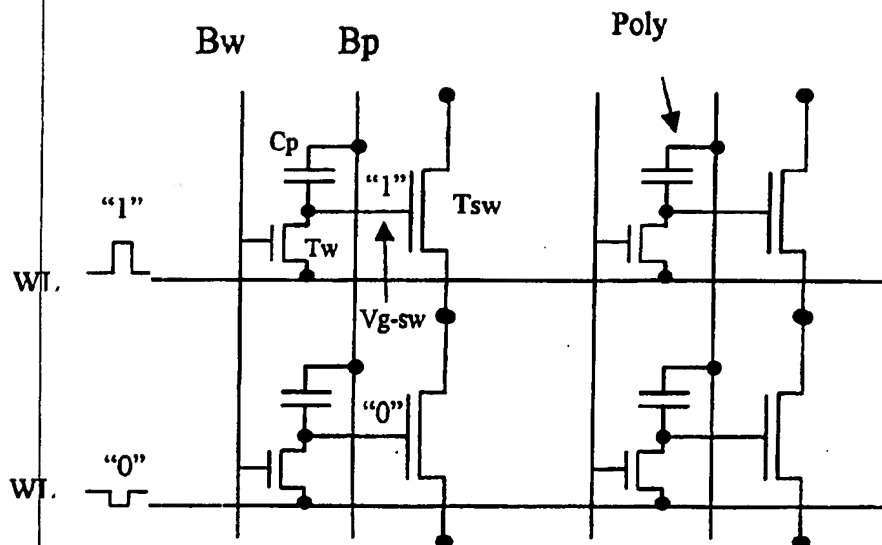 Bw Bp Poly
Cp
“1” “1” Tsw
Tw
WL
Vg-sw
“0”
“0”
WL